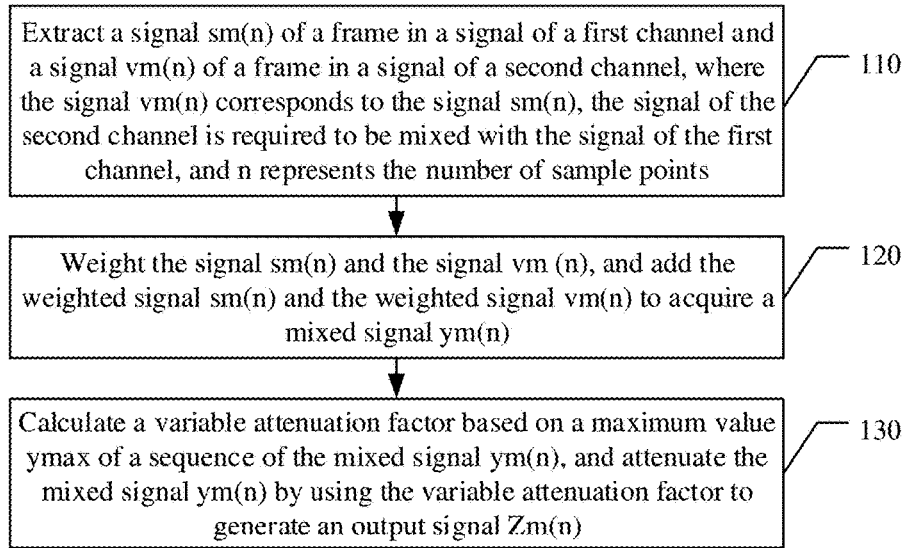 Extract a signal sm(n) of a frame in a signal of a first channel and
a signal vm(n) of a frame in a signal of a second channel, where
the signal vm(n) corresponds to the signal sm(n), the signal of the
second channel is required to be mixed with the signal of the first
channel, and n represents the number of sample points
110
Weight the signal sm(n) and the signal vm (n), and add the
weighted signal sm(n) and the weighted signal vm(n) to acquire a
mixed signal ym(n)
120
Calculate a variable attenuation factor based on a maximum value
ymax of a sequence of the mixed signal ym(n), and attenuate the
mixed signal ym(n) by using the variable attenuation factor to
generate an output signal Zm(n)
130